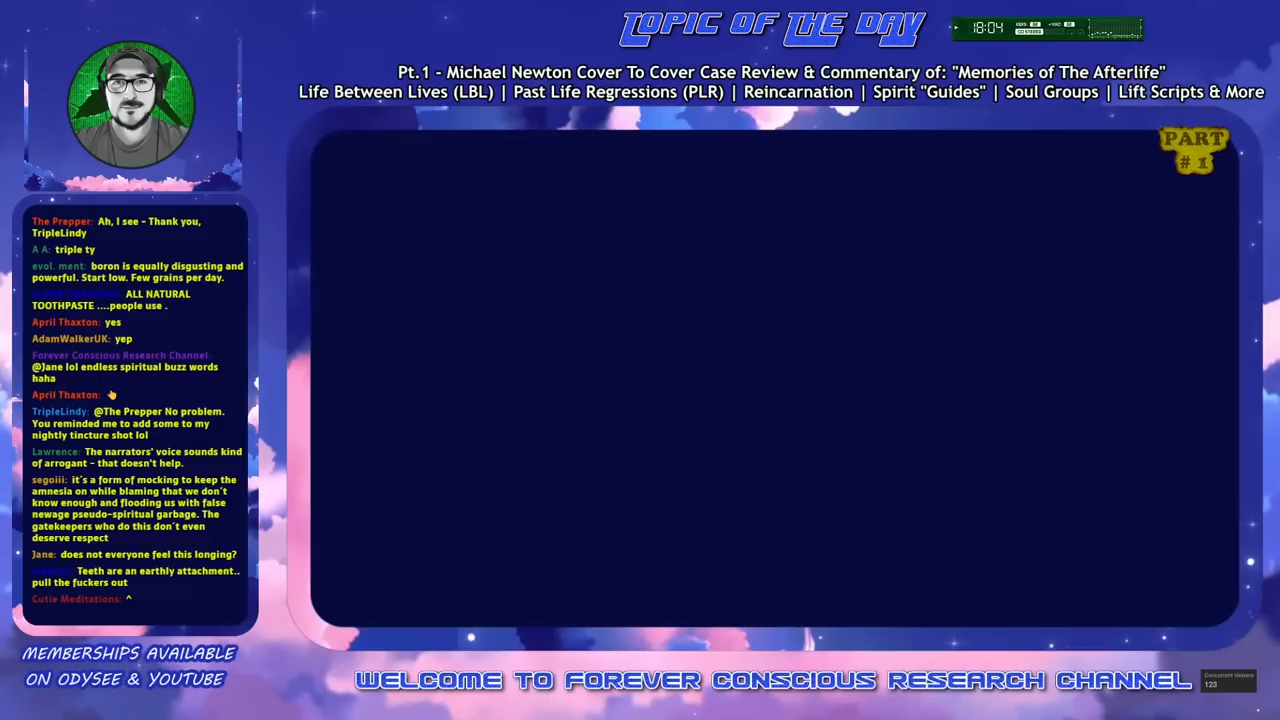 TOPIC OF THE DAY
18:04
Pt.1 - Michael Newton Cover To Cover Case Review & Commentary of: "Memories of The Afterlife"
Life Between Lives (LBL) | Past Life Regressions (PLR) | Reincarnation | Spirit "Guides" | Soul Groups | Lift Scripts & More
PART
# 1
The Prepper: Ah, I see - Thank you,
TripleLindy
A A: triple ty
evol. ment: boron is equally disgusting and
powerful. Start low. Few grains per day.
ALL NATURAL
TOOTHPASTE ....people use .
April Thaxton: yes
AdamWalkerUK: yep
Forever Conscious Research Channel:
@Jane lol endless spiritual buzz words
haha
April Thaxton: 👆
TripleLindy: @The Prepper No problem.
You reminded me to add some to my
nightly tincture shot lol
Lawrence: The narrators' voice sounds kind
of arrogant - that doesn't help.
segoiii: it´s a form of mocking to keep the
amnesia on while blaming that we don´t
know enough and flooding us with false
newage pseudo-spiritual garbage. The
gatekeepers who do this don´t even
deserve respect
Jane: does not everyone feel this longing?
Teeth are an earthly attachment..
pull the fuckers out
Cutie Meditations: ^
MEMBERSHIPS AVAILABLE
ON ODYSEE & YOUTUBE
WELCOME TO FOREVER CONSCIOUS RESEARCH CHANNEL
Concurrent viewers
123